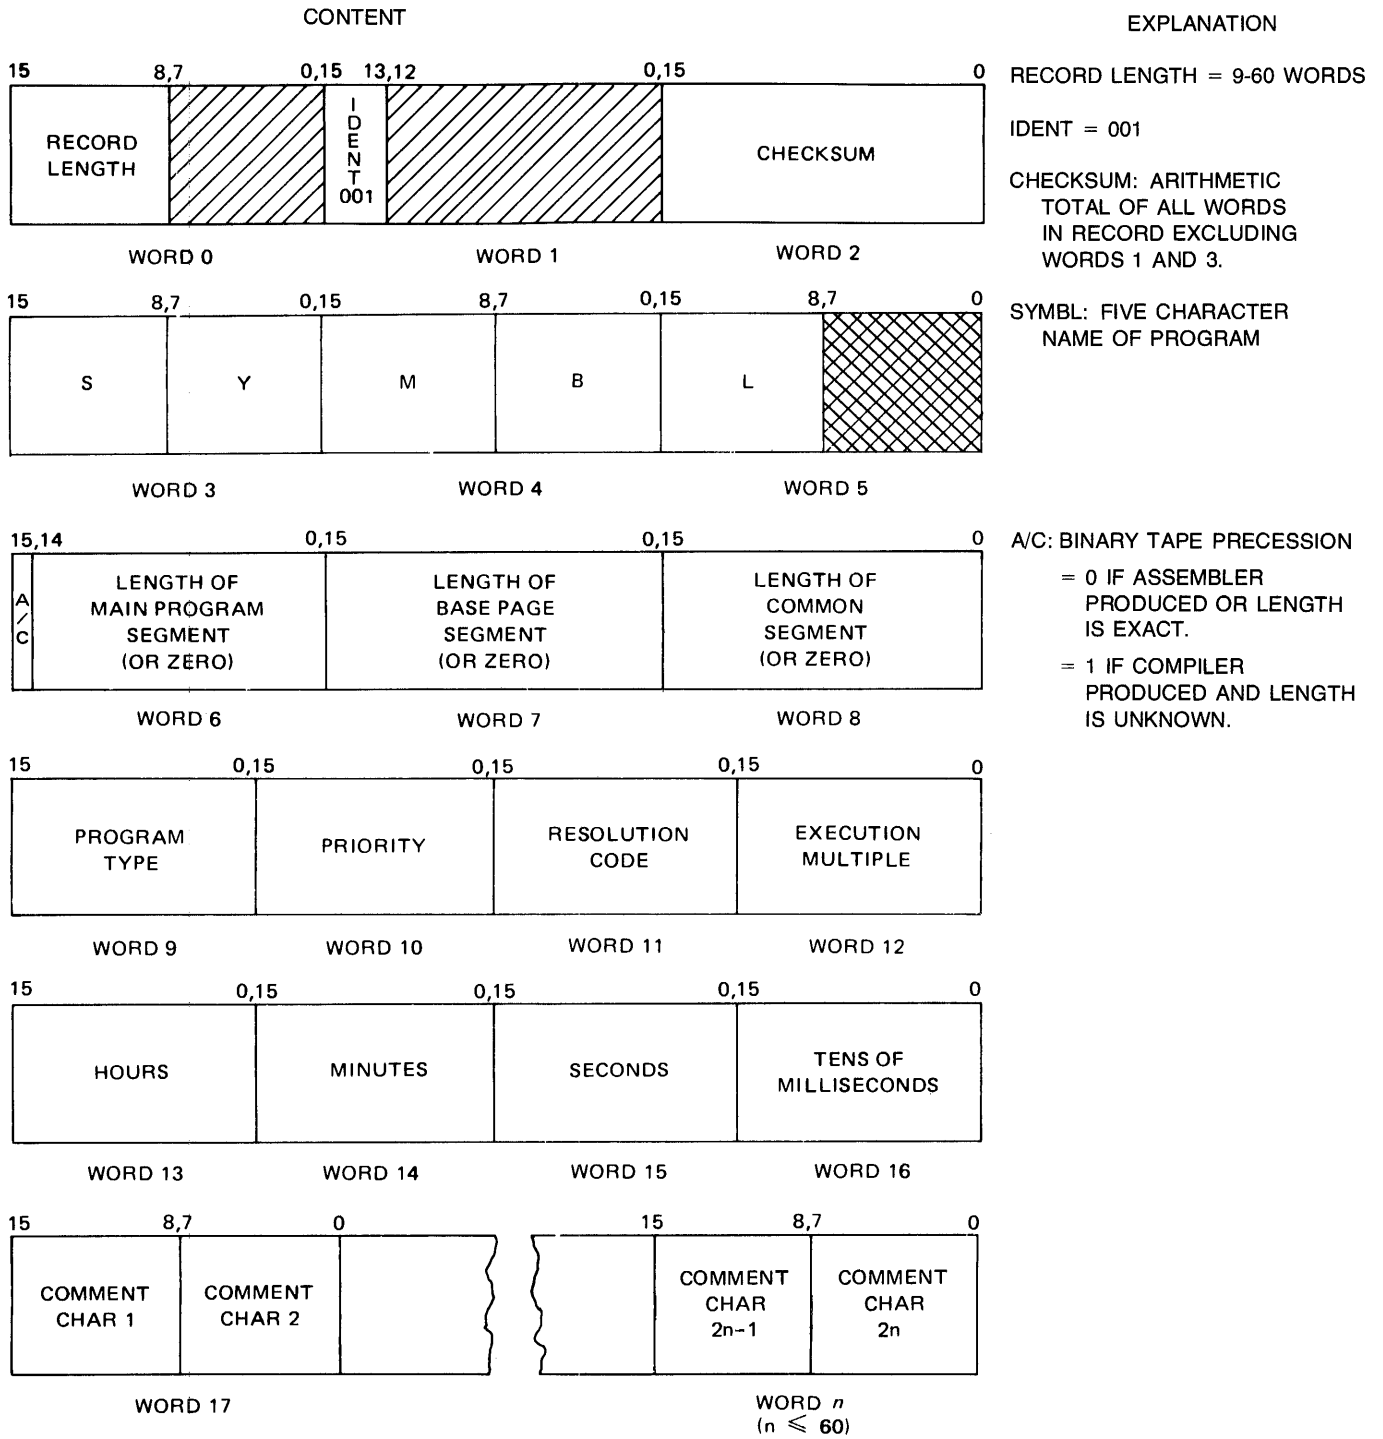 CONTENT
EXPLANATION
15 8,7 0,15 13,12 0,15 0
RECORD LENGTH = 9-60 WORDS
RECORD
LENGTH
I
D
E
N
T
001
CHECKSUM
IDENT = 001
CHECKSUM: ARITHMETIC
TOTAL OF ALL WORDS
IN RECORD EXCLUDING
WORDS 1 AND 3.
WORD 0 WORD 1 WORD 2
15 8,7 0,15 8,7 0,15 8,7 0
SYMBL: FIVE CHARACTER
NAME OF PROGRAM
S Y M B L
WORD 3 WORD 4 WORD 5
15,14 0,15 0,15 0
A/C: BINARY TAPE PRECESSION
= 0 IF ASSEMBLER
PRODUCED OR LENGTH
IS EXACT.
= 1 IF COMPILER
PRODUCED AND LENGTH
IS UNKNOWN.
A
/
C
LENGTH OF
MAIN PROGRAM
SEGMENT
(OR ZERO)
LENGTH OF
BASE PAGE
SEGMENT
(OR ZERO)
LENGTH OF
COMMON
SEGMENT
(OR ZERO)
WORD 6 WORD 7 WORD 8
15 0,15 0,15 0,15 0
PROGRAM
TYPE
PRIORITY
RESOLUTION
CODE
EXECUTION
MULTIPLE
WORD 9 WORD 10 WORD 11 WORD 12
15 0,15 0,15 0,15 0
HOURS
MINUTES
SECONDS
TENS OF
MILLISECONDS
WORD 13 WORD 14 WORD 15 WORD 16
15 8,7 0 15 8,7 0
COMMENT
CHAR 1
COMMENT
CHAR 2
COMMENT
CHAR
2n-1
COMMENT
CHAR
2n
WORD 17
WORD n
(n ⩽ 60)